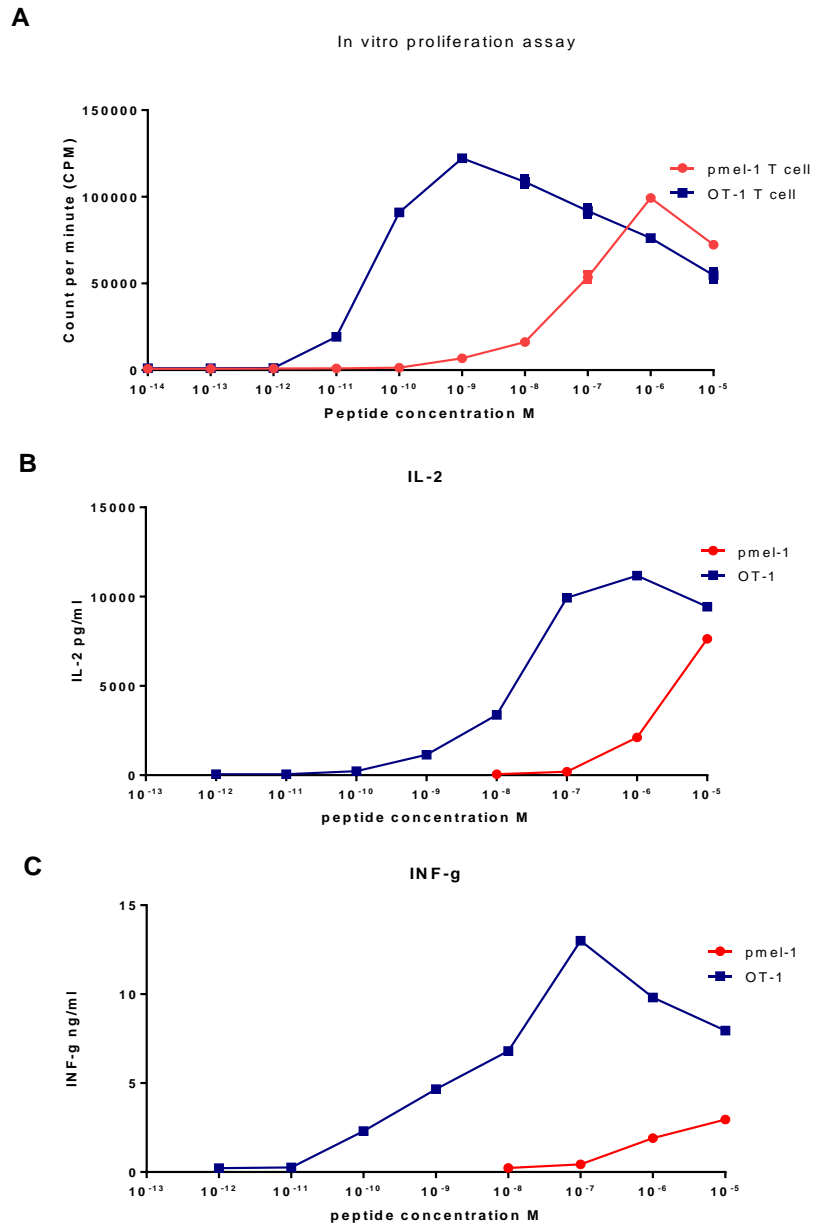 A
In vitro proliferation assay
150000
100000
50000
0
Count per minute (CPM)
pmel-1 T cell
OT-1 T cell
10-14 10-13 10-12 10-11 10-10 10-9 10-8 10-7 10-6 10-5
Peptide concentration M
B
IL-2
15000
10000
5000
0
IL-2 pg/ml
pmel-1
OT-1
10-13 10-12 10-11 10-10 10-9 10-8 10-7 10-6 10-5
peptide concentration M
C
INF-g
15
10
5
0
INF-g ng/ml
pmel-1
OT-1
10-13 10-12 10-11 10-10 10-9 10-8 10-7 10-6 10-5
peptide concentration M